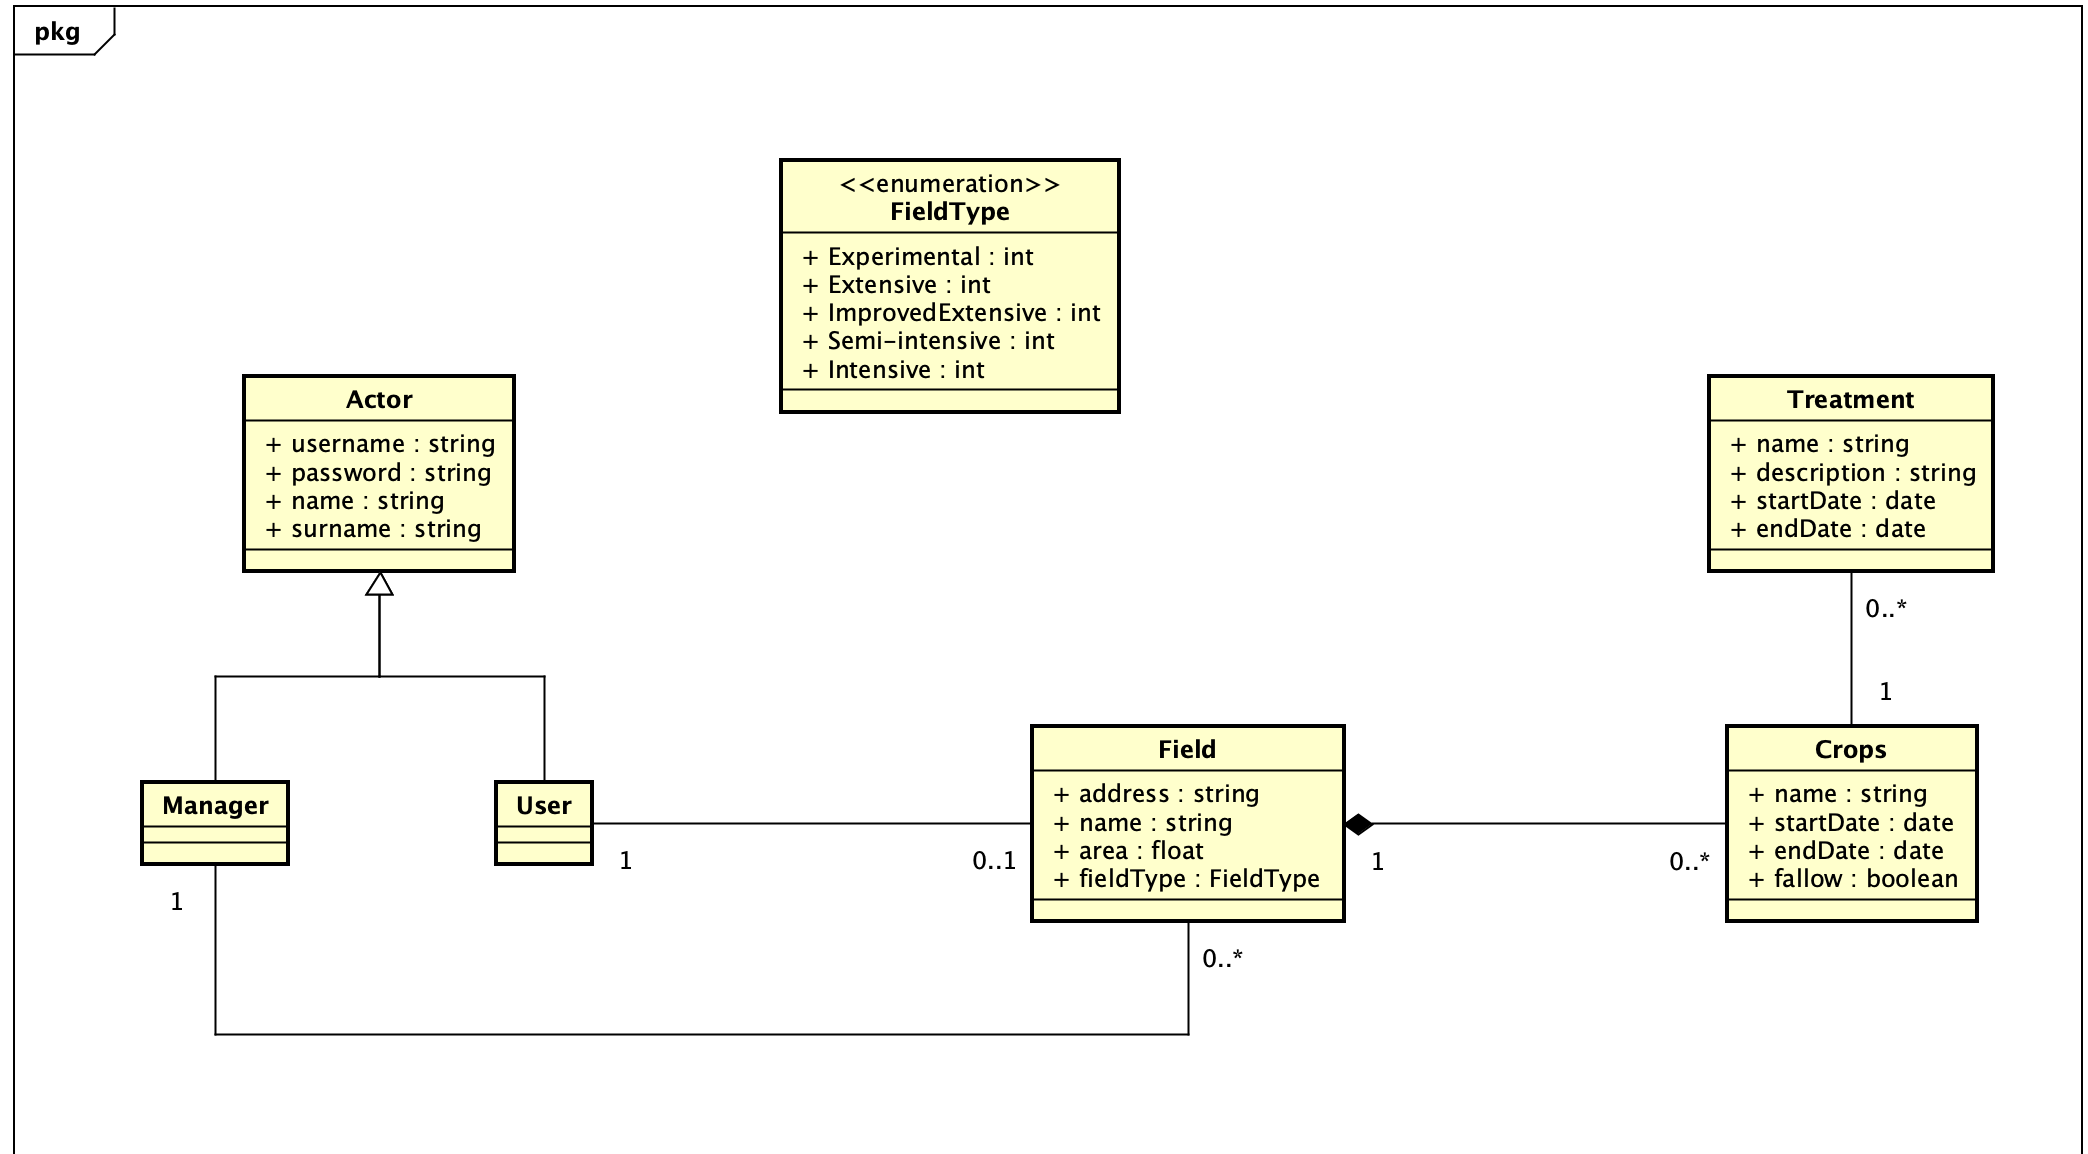 pkg
<<enumeration>>
FieldType
+ Experimental : int
+ Extensive : int
+ ImprovedExtensive : int
+ Semi-intensive : int
+ Intensive : int
Actor
+ username : string
+ password : string
+ name : string
+ surname : string
Treatment
+ name : string
+ description : string
+ startDate : date
+ endDate : date
0..*
1
Manager
1
User
1
0..1
Field
+ address : string
+ name : string
+ area : float
+ fieldType : FieldType
1
0..*
0..*
Crops
+ name : string
+ startDate : date
+ endDate : date
+ fallow : boolean